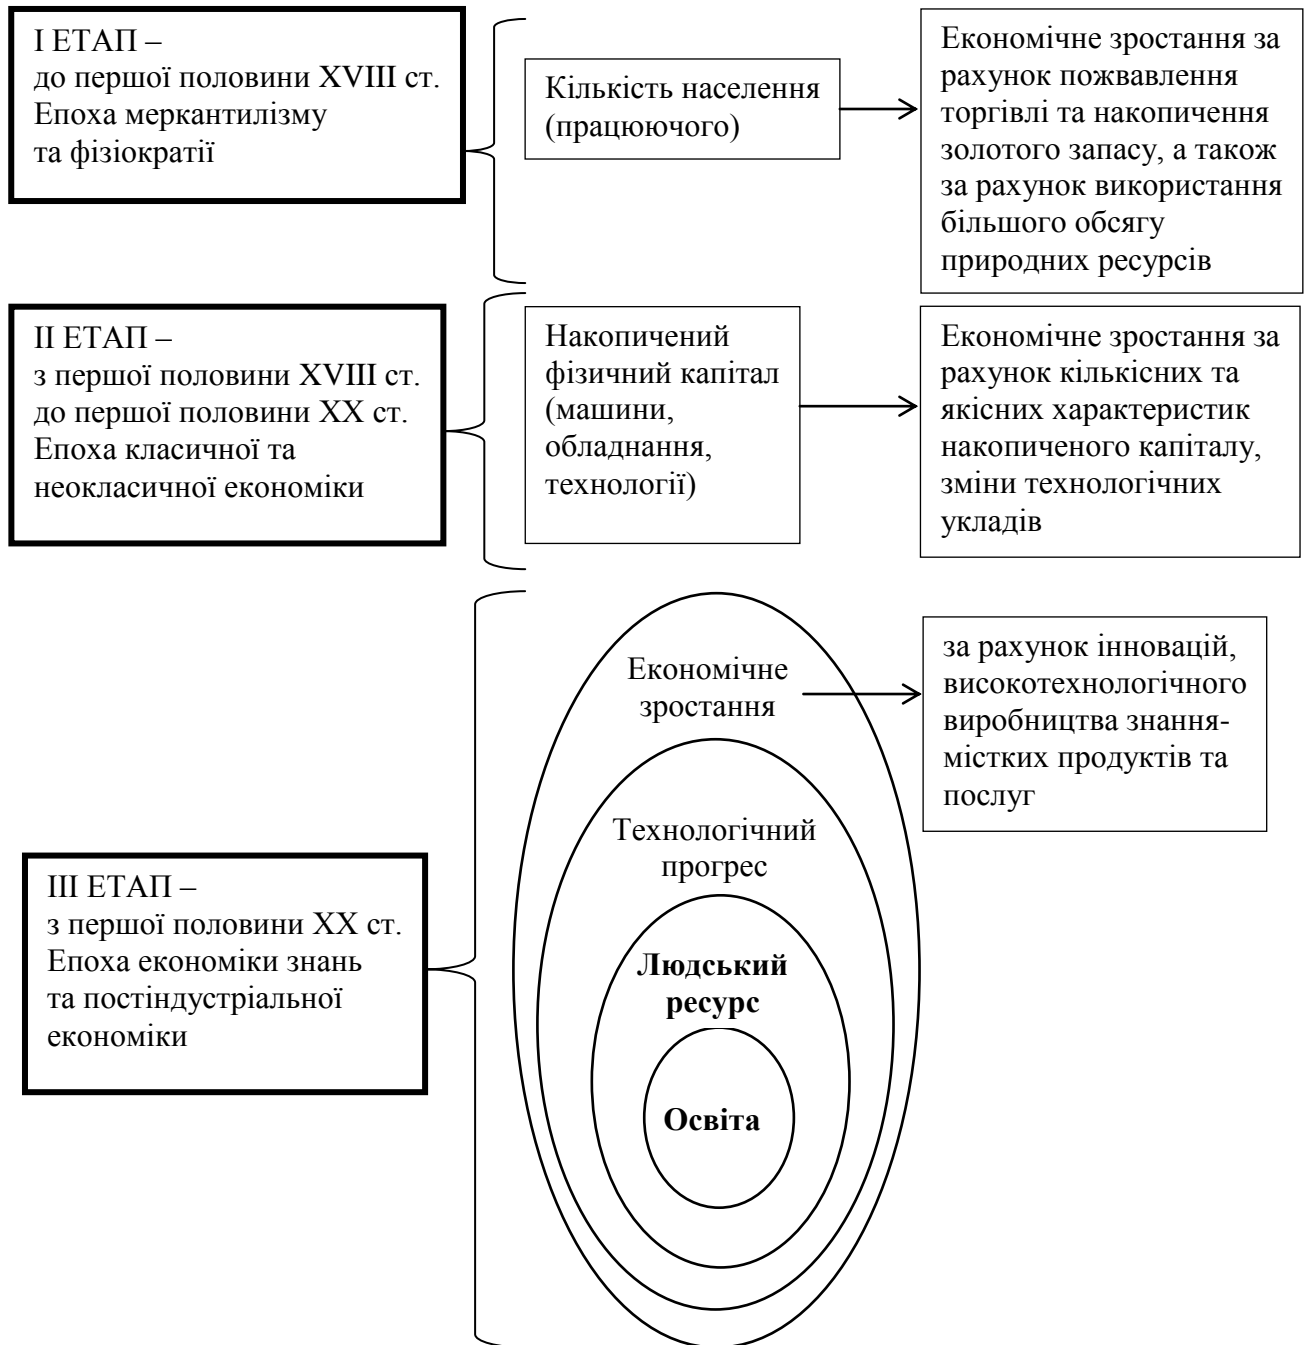 І ЕТАП –
до першої половини XVIII ст.
Епоха меркантилізму
та фізіократії
Кількість населення
(працюючого)
Економічне зростання за
рахунок пожвавлення
торгівлі та накопичення
золотого запасу, а також
за рахунок використання
більшого обсягу
природних ресурсів
ІІ ЕТАП –
з першої половини XVIII ст.
до першої половини XX ст.
Епоха класичної та
неокласичної економіки
Накопичений
фізичний капітал
(машини,
обладнання,
технології)
Економічне зростання за
рахунок кількісних та
якісних характеристик
накопиченого капіталу,
зміни технологічних
укладів
ІІІ ЕТАП –
з першої половини XX ст.
Епоха економіки знань
та постіндустріальної
економіки
Економічне
зростання
за рахунок інновацій,
високотехнологічного
виробництва знання-
містких продуктів та
послуг
Технологічний
прогрес
Людський
ресурс
Освіта